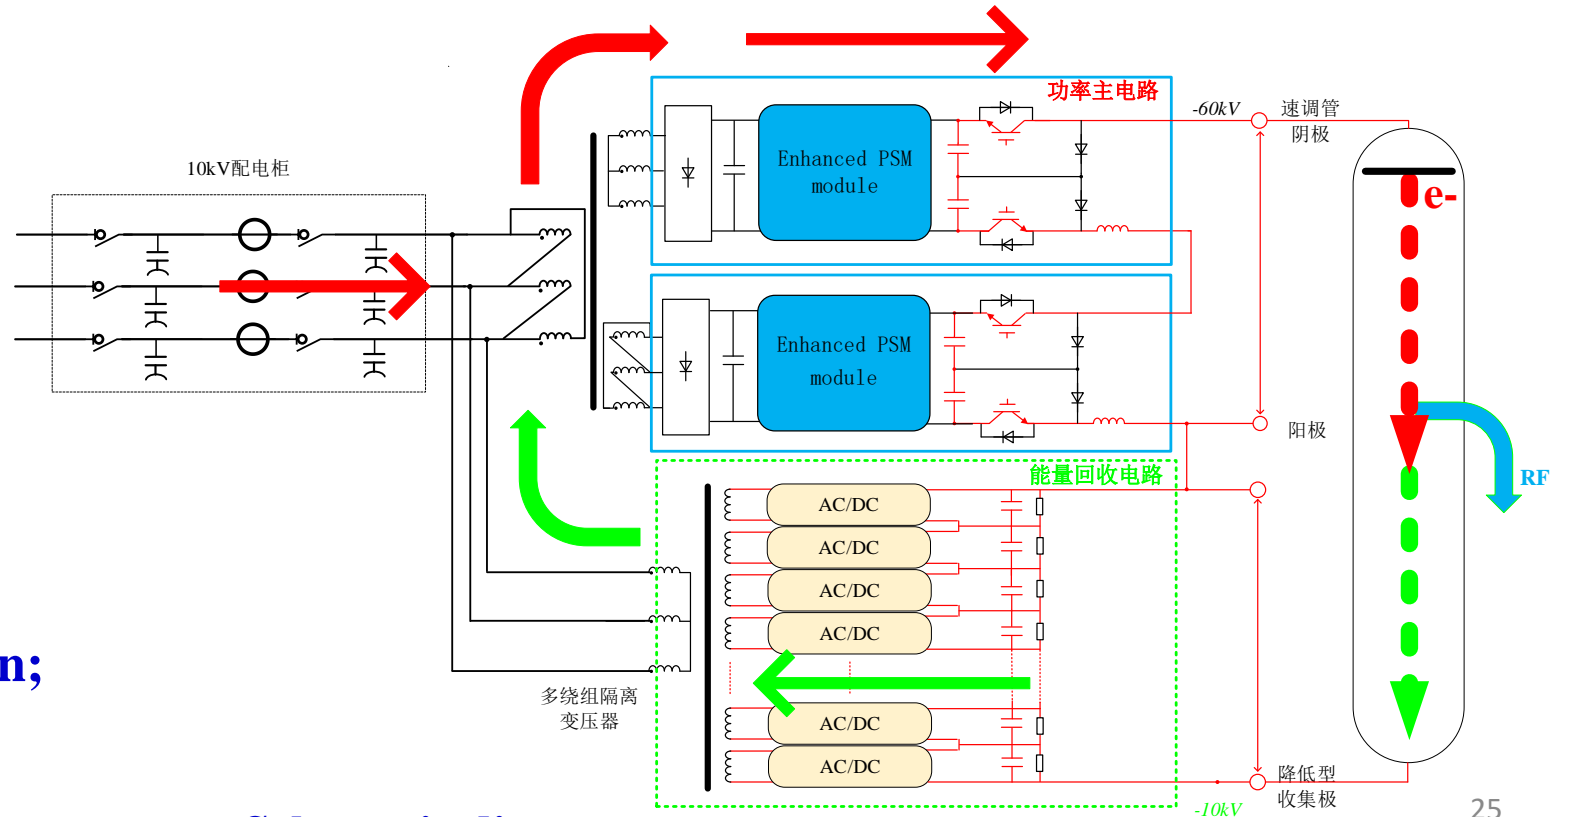 功率主电路
-60kV
速调管
阴极
10kV配电柜
Enhanced PSM
module
e-
Enhanced PSM
module
阳极
能量回收电路
RF
AC/DC
AC/DC
AC/DC
AC/DC
n;
多绕组隔离
变压器
AC/DC
AC/DC
降低型
收集极
-10kV
25